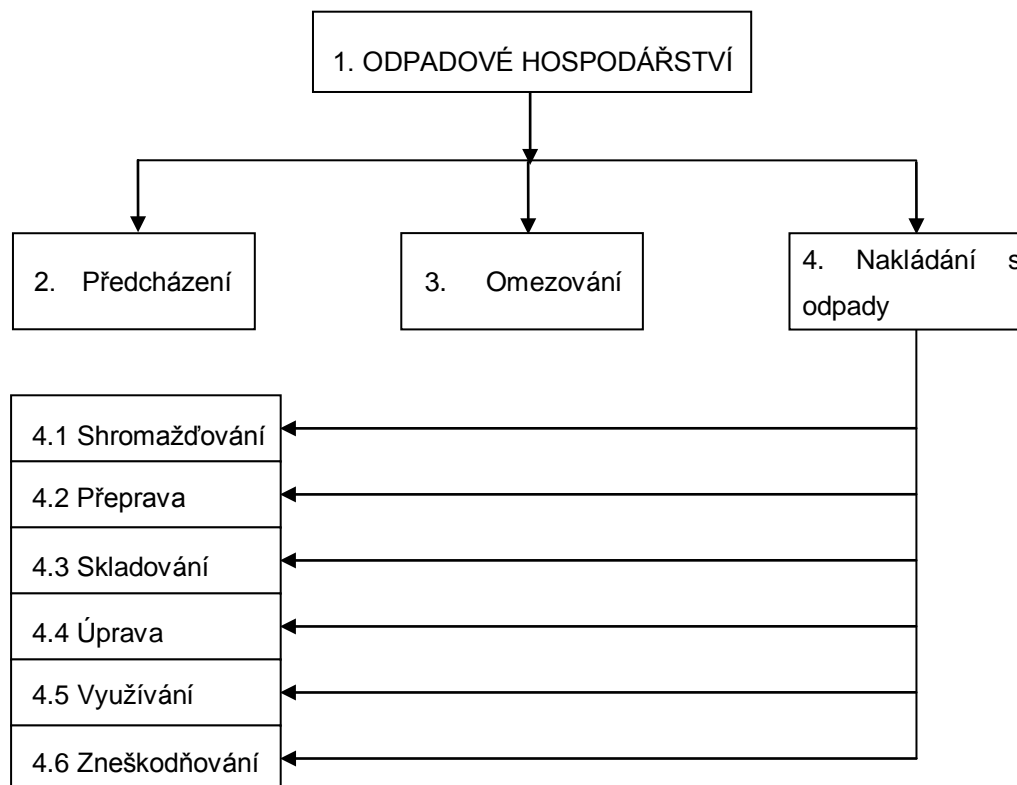 1. ODPADOVÉ HOSPODÁŘSTVÍ
2. Předcházení
3. Omezování
4. Nakládání s
odpady
4.1 Shromažďování
4.2 Přeprava
4.3 Skladování
4.4 Úprava
4.5 Využívání
4.6 Zneškodňování